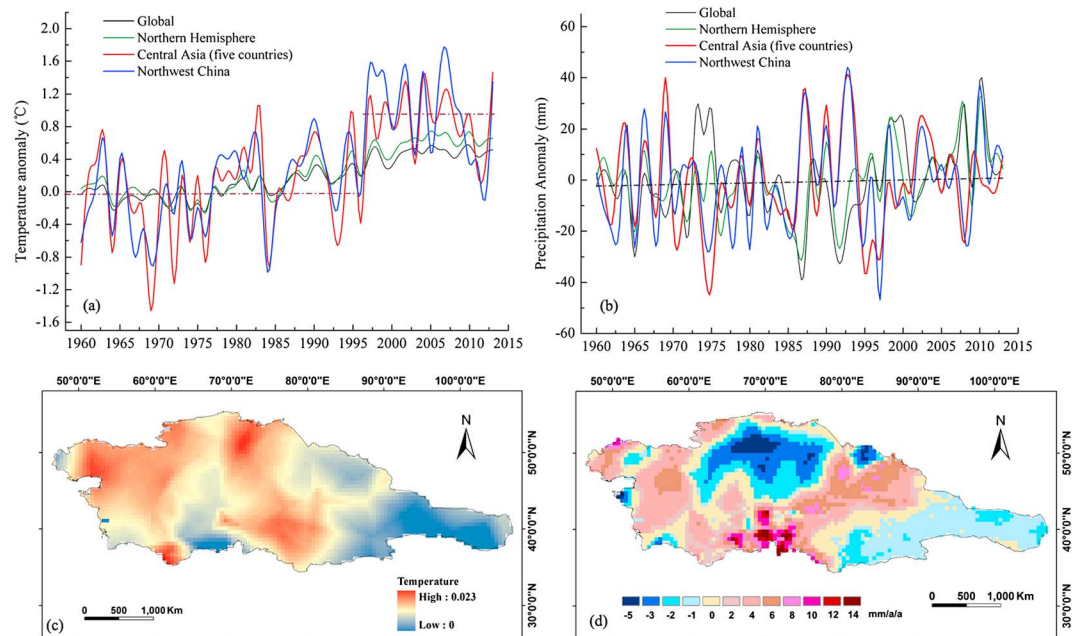 Global
Northern Hemisphere
Central Asia (five countries)
Northwest China
Temperature anomaly (℃)
2.0
1.6
1.2
0.8
0.4
0.0
-0.4
-0.8
-1.2
-1.6
(a)
1960 1965 1970 1975 1980 1985 1990 1995 2000 2005 2010 2015
Global
Northern Hemisphere
Central Asia (five countries)
Northwest China
Precipitation Anomaly (mm)
60
40
20
0
-20
-40
-60
(b)
1960 1965 1970 1975 1980 1985 1990 1995 2000 2005 2010 2015
50°0'0"E 60°0'0"E 70°0'0"E 80°0'0"E 90°0'0"E 100°0'0"E
N
50°0'0"N
40°0'0"N
30°0'0"N
Temperature
High : 0.023
Low : 0
0 500 1,000 Km
(c)
50°0'0"E 60°0'0"E 70°0'0"E 80°0'0"E 90°0'0"E 100°0'0"E
N
50°0'0"N
40°0'0"N
30°0'0"N
-5 -3 -2 -1 0 2 4 6 8 10 12 14 mm/a/a
0 500 1,000 Km
(d)